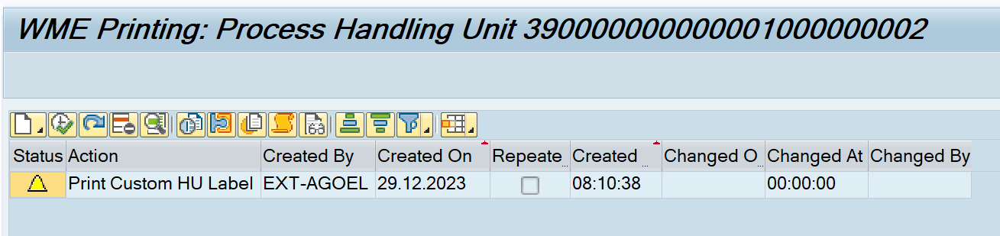 WME Printing: Process Handling Unit 390000000000001000000002
Status Action Created By Created On Repeate... Created ... Changed O... Changed At Changed By
Print Custom HU Label EXT-AGOEL 29.12.2023 08:10:38 00:00:00